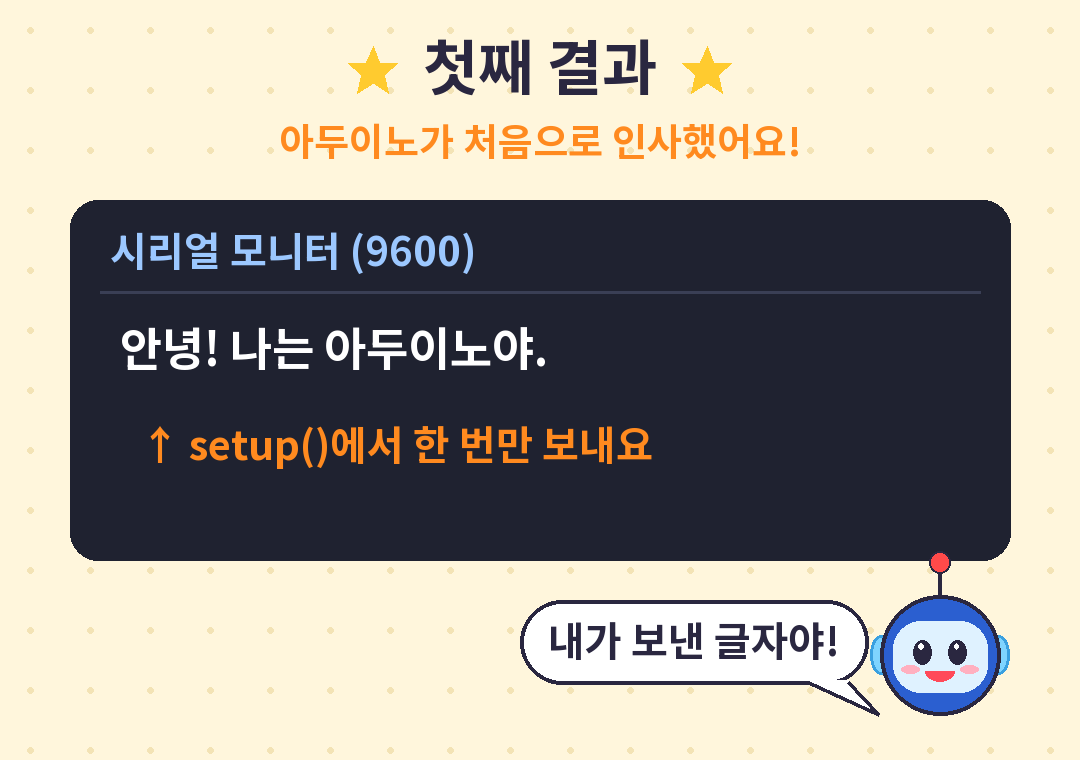 첫째 결과
아두이노가 처음으로 인사했어요!
시리얼 모니터 (9600)
안녕! 나는 아두이노야.
↑ setup()에서 한 번만 보내요
내가 보낸 글자야!